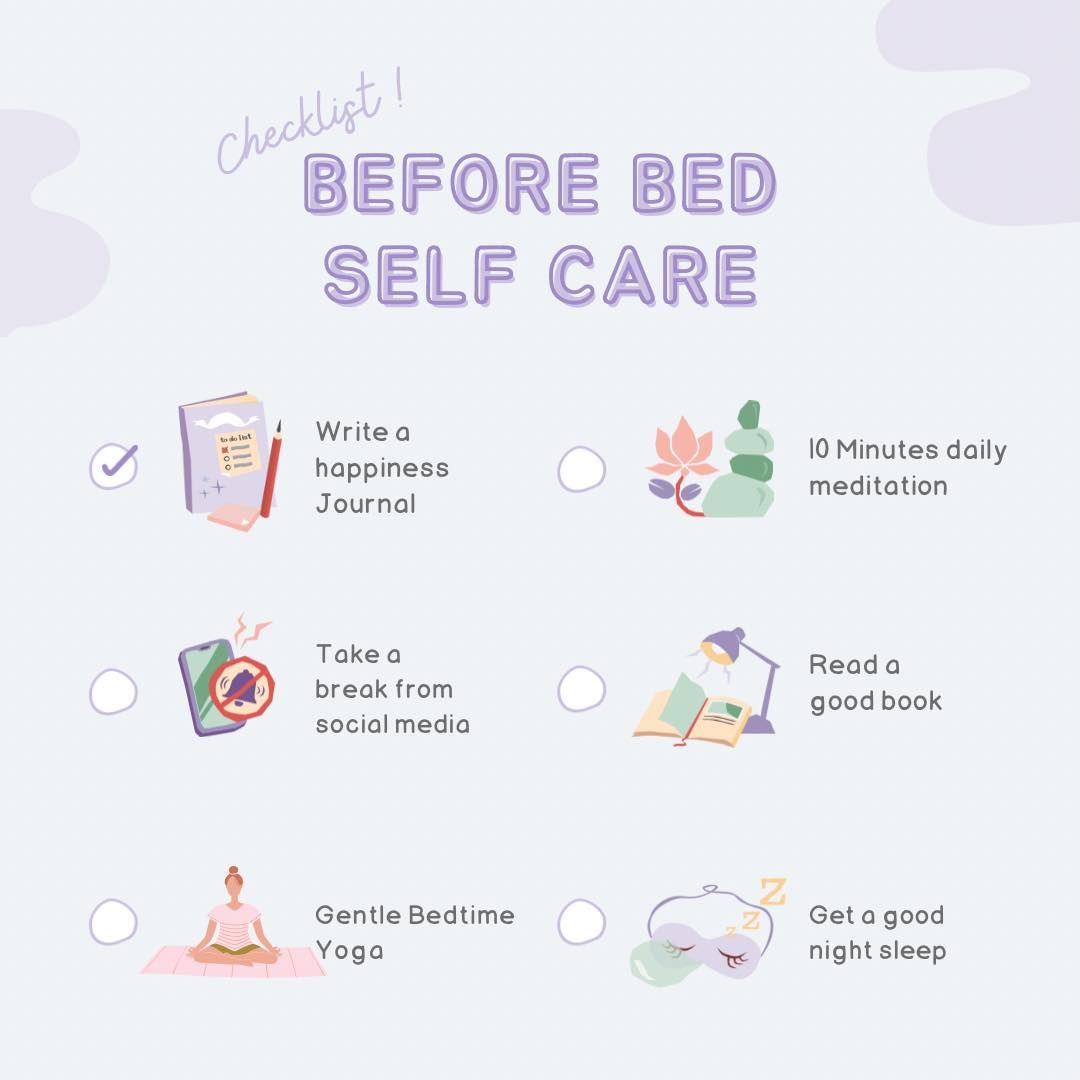 Checklist !
BEFORE BED
SELF CARE
to do list
Write a
happiness
Journal
10 Minutes daily
meditation
Take a
break from
social media
Read a
good book
Gentle Bedtime
Yoga
z z z
Get a good
night sleep